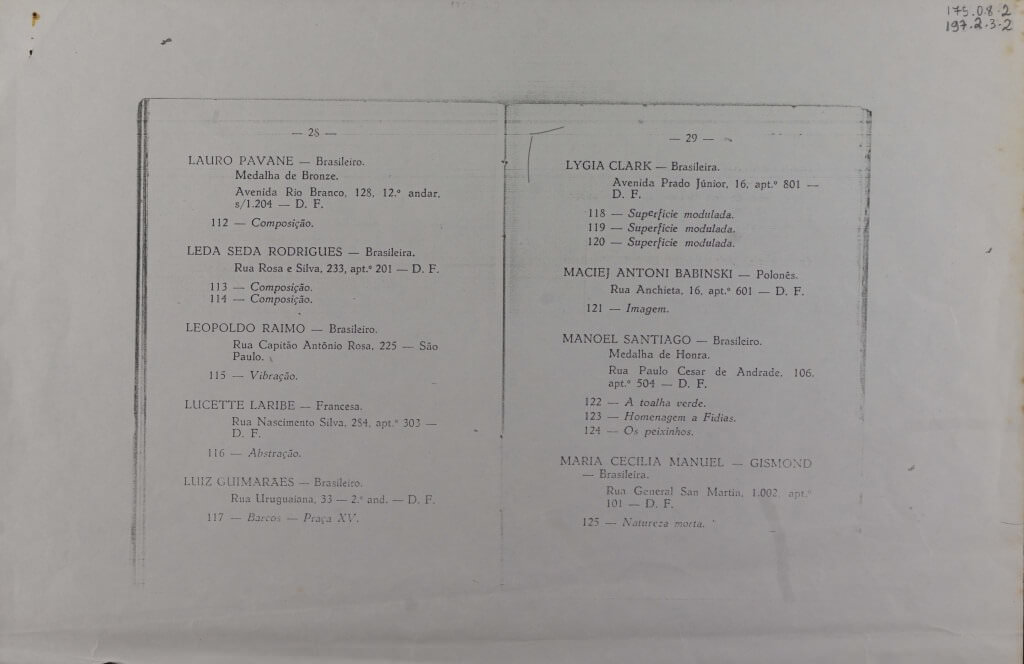 175.08.2
197.2.3-2
— 28 —
LAURO PAVANE — Brasileiro.
Medalha de Bronze.
Avenida Rio Branco, 128, 12.º andar,
s/1.204 — D. F.
112 — Composição.
LEDA SEDA RODRIGUES — Brasileira.
Rua Rosa e Silva, 233, apt.º 201 — D. F.
113 — Composição.
114 — Composição.
LEOPOLDO RAIMO — Brasileiro.
Rua Capitão Antônio Rosa, 225 — São
Paulo.
115 — Vibração.
LUCETTE LARIBE — Francesa.
Rua Nascimento Silva, 284, apt.º 303 —
D. F.
116 — Abstração.
LUIZ GUIMARAES — Brasileiro.
Rua Uruguaiana, 33 — 2.º and. — D. F.
117 — Barcos — Praça XV.
— 29 —
LYGIA CLARK — Brasileira.
Avenida Prado Júnior, 16, apt.º 801 —
D. F.
118 — Superfície modulada.
119 — Superfície modulada.
120 — Superfície modulada.
MACIEJ ANTONI BABINSKI — Polonês.
Rua Anchieta, 16, apt.º 601 — D. F.
121 — Imagem.
MANOEL SANTIAGO — Brasileiro.
Medalha de Honra.
Rua Paulo Cesar de Andrade, 106,
apt.º 504 — D. F.
122 — A toalha verde.
123 — Homenagem a Fídias.
124 — Os peixinhos.
MARIA CECÍLIA MANUEL — GISMOND
— Brasileira.
Rua General San Martin, 1.002, apt.º
101 — D. F.
125 — Natureza morta.